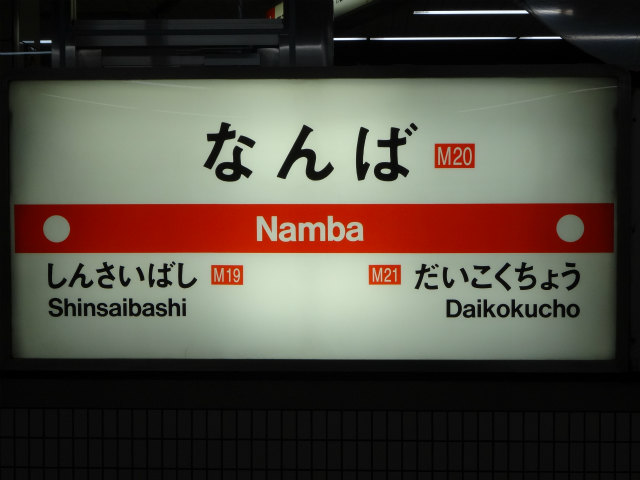 なんば M20
Namba
しんさいばし M19 M21 だいこくちょう
Shinsaibashi Daikokucho